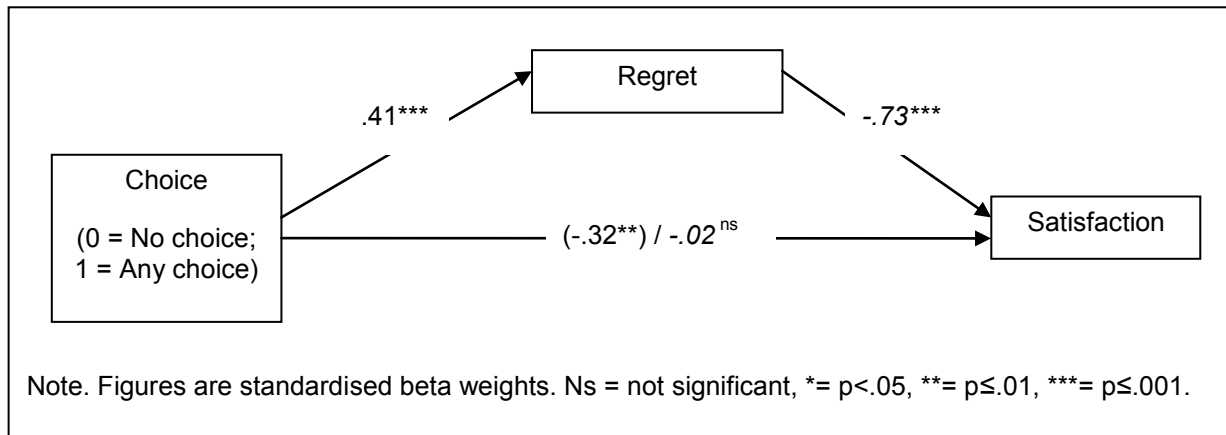 Regret
.41***
-.73***
Choice
(0 = No choice;
1 = Any choice)
(-.32**) / -.02 ns
Satisfaction
Note. Figures are standardised beta weights. Ns = not significant, *= p<.05, **= p≤.01, ***= p≤.001.